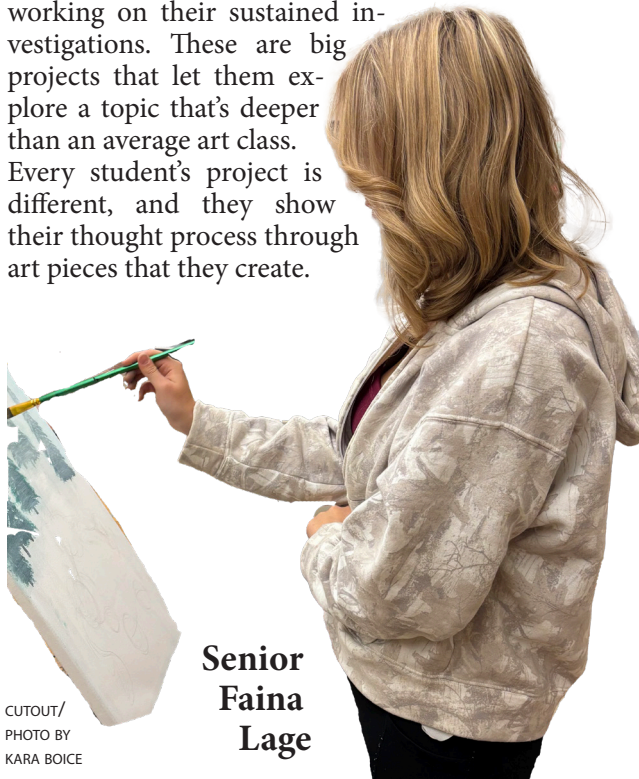 working on their sustained in-
vestigations. These are big
projects that let them ex-
plore a topic that's deeper
than an average art class.
Every student's project is
different, and they show
their thought process through
art pieces that they create.
Senior
Faina
Lage
CUTOUT/
PHOTO BY
KARA BOICE